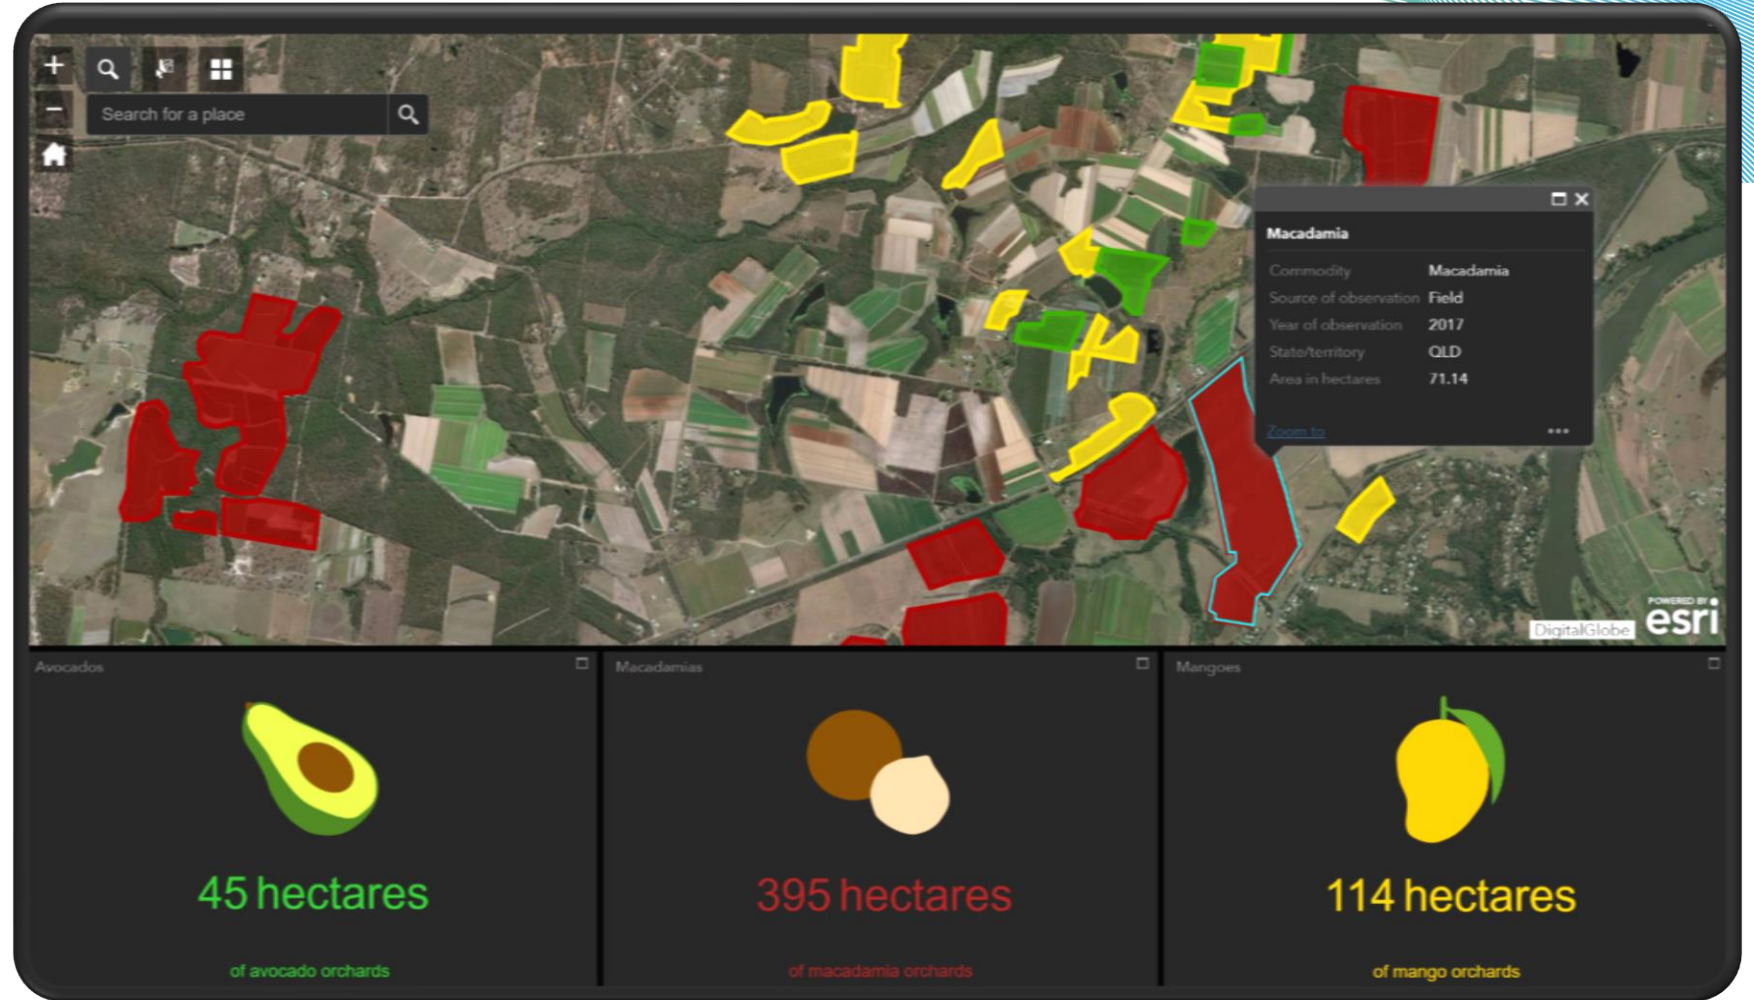 +
−
Search for a place
Macadamia
Commodity Macadamia
Source of observation Field
Year of observation 2017
State/territory QLD
Area in hectares 71.14
Zoom to
POWERED BY
esri
DigitalGlobe
Avocados
Macadamias
Mangoes
45 hectares
395 hectares
114 hectares
of avocado orchards
of macadamia orchards
of mango orchards